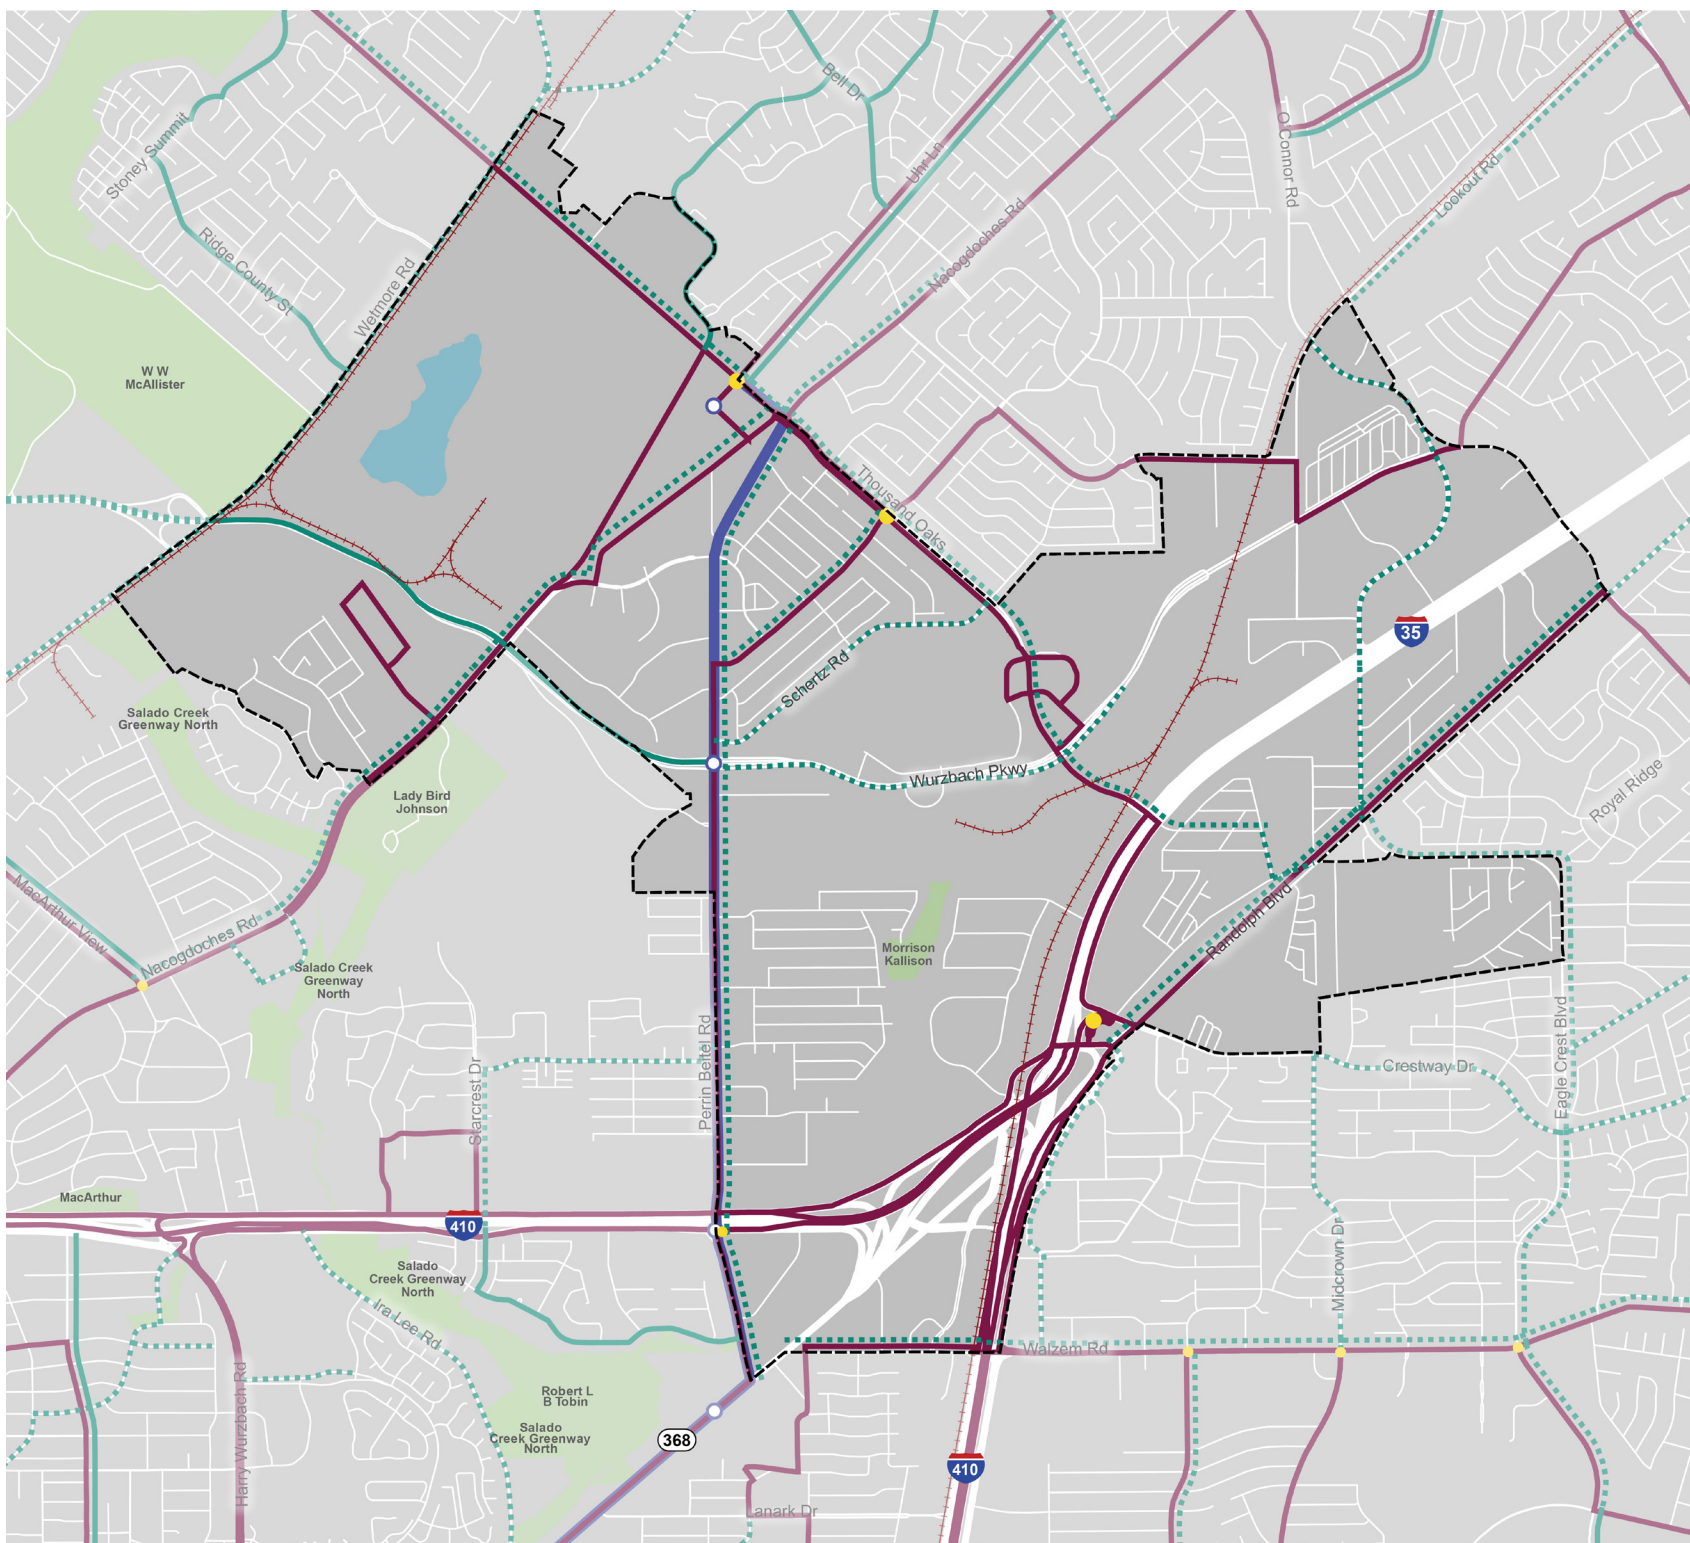 Bell Dr
Stoney Summit
T O Connor Rd
Uhr Ln
Lookout Rd
Nacogdoches Rd
Ridge County St
Wetmore Rd
W W
McAllister
Thousand Oaks
35
Schertz Rd
Salado Creek
Greenway North
Wurzbach Pkwy
Lady Bird
Johnson
Royal Ridge
MacArthur View
Nacogdoches Rd
Randolph Blvd
Morrison
Kallison
Salado Creek
Greenway
North
Perrin Beitel Rd
Starcrest Dr
Crestway Dr
Eagle Crest Blvd
MacArthur
410
Salado
Creek Greenway
North
Ira Lee Rd
Midcrown Dr
Walzem Rd
Harry Wurzbach Rd
Robert L
B Tobin
Salado
Creek Greenway
North
368
410
Lanark Dr